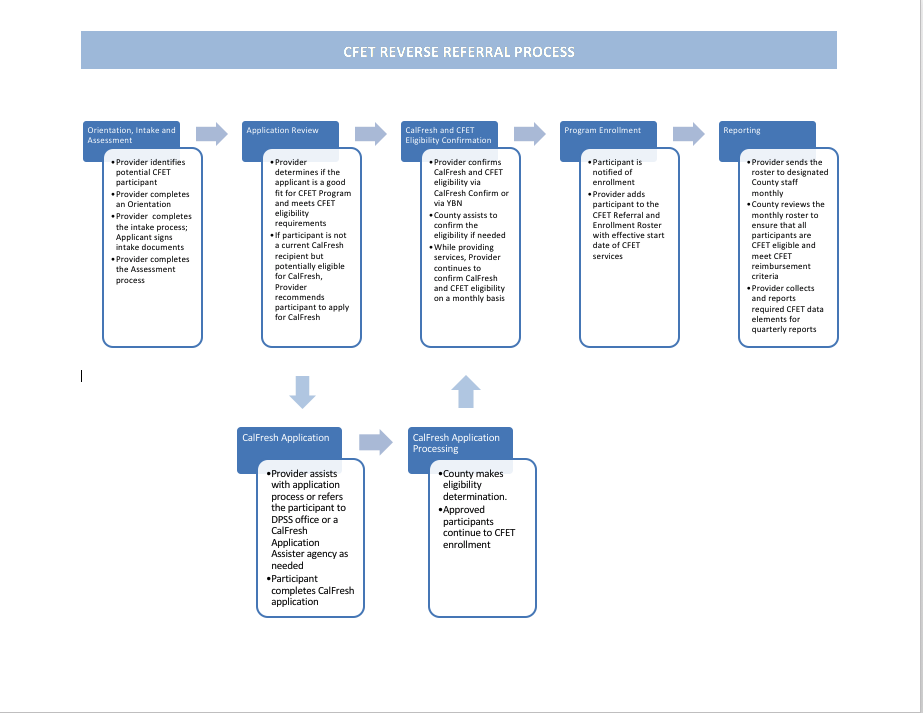 CFET REVERSE REFERRAL PROCESS
Orientation, Intake and
Assessment
•Provider identifies
potential CFET
participant
•Provider completes
an Orientation
•Provider completes
the intake process;
Applicant signs
intake documents
•Provider completes
the Assessment
process
Application Review
•Provider
determines if the
applicant is a good
fit for CFET Program
and meets CFET
eligibility
requirements
•If participant is not
a current CalFresh
recipient but
potentially eligible
for CalFresh,
Provider
recommends
participant to apply
for CalFresh
CalFresh and CFET
Eligibility Confirmation
•Provider confirms
CalFresh and CFET
eligibility via
CalFresh Confirm or
via YBN
•County assists to
confirm the
eligibility if needed
•While providing
services, Provider
continues to
confirm CalFresh
and CFET eligibility
on a monthly basis
Program Enrollment
•Participant is
notified of
enrollment
•Provider adds
participant to the
CFET Referral and
Enrollment Roster
with effective start
date of CFET
services
Reporting
•Provider sends the
roster to designated
County staff
monthly
•County reviews the
monthly roster to
ensure that all
participants are
CFET eligible and
meet CFET
reimbursement
criteria
•Provider collects
and reports
required CFET data
elements for
quarterly reports
CalFresh Application
•Provider assists
with application
process or refers
the participant to
DPSS office or a
CalFresh
Application
Assister agency as
needed
•Participant
completes CalFresh
application
CalFresh Application
Processing
•County makes
eligibility
determination.
•Approved
participants
continue to CFET
enrollment